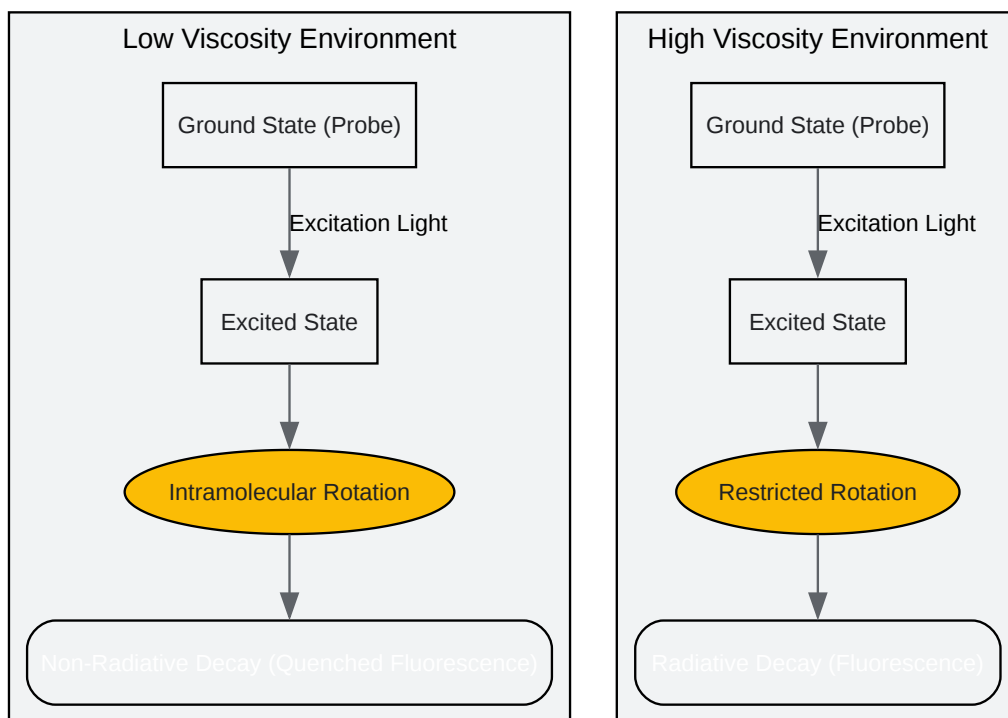 Low Viscosity Environment
Ground State (Probe)
Excitation Light
Excited State
Intramolecular Rotation
Non-Radiative Decay (Quenched Fluorescence)
High Viscosity Environment
Ground State (Probe)
Excitation Light
Excited State
Restricted Rotation
Radiative Decay (Fluorescence)